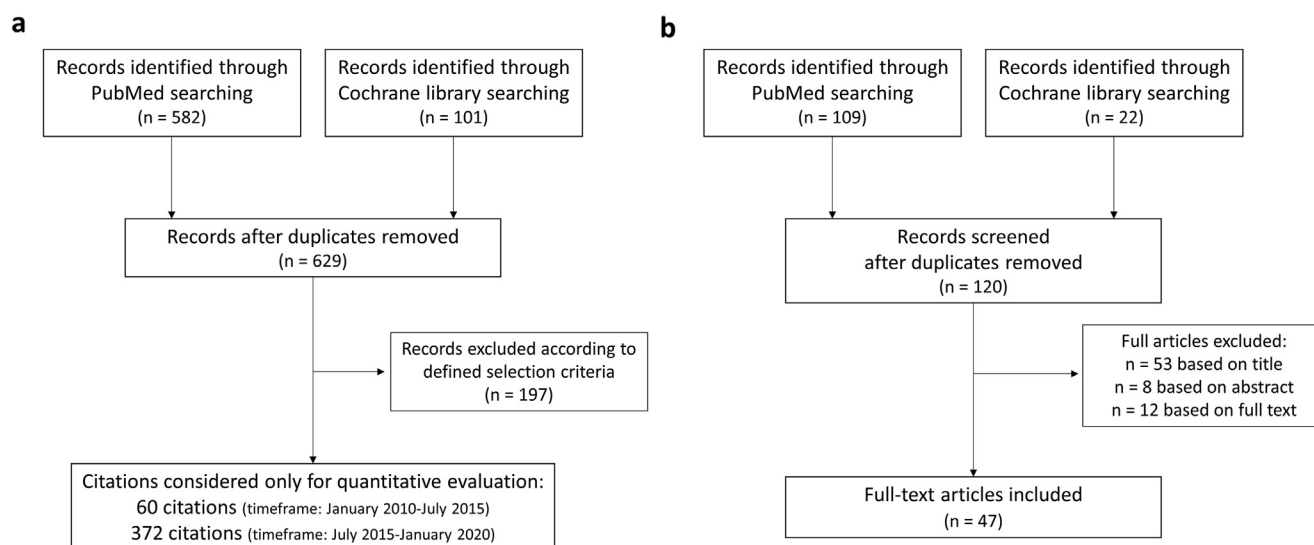 a
Records identified through
PubMed searching
(n = 582)
Records identified through
Cochrane library searching
(n = 101)
Records after duplicates removed
(n = 629)
Records excluded according to
defined selection criteria
(n = 197)
Citations considered only for quantitative evaluation:
60 citations (timeframe: January 2010-July 2015)
372 citations (timeframe: July 2015-January 2020)
b
Records identified through
PubMed searching
(n = 109)
Records identified through
Cochrane library searching
(n = 22)
Records screened
after duplicates removed
(n = 120)
Full articles excluded:
n = 53 based on title
n = 8 based on abstract
n = 12 based on full text
Full-text articles included
(n = 47)